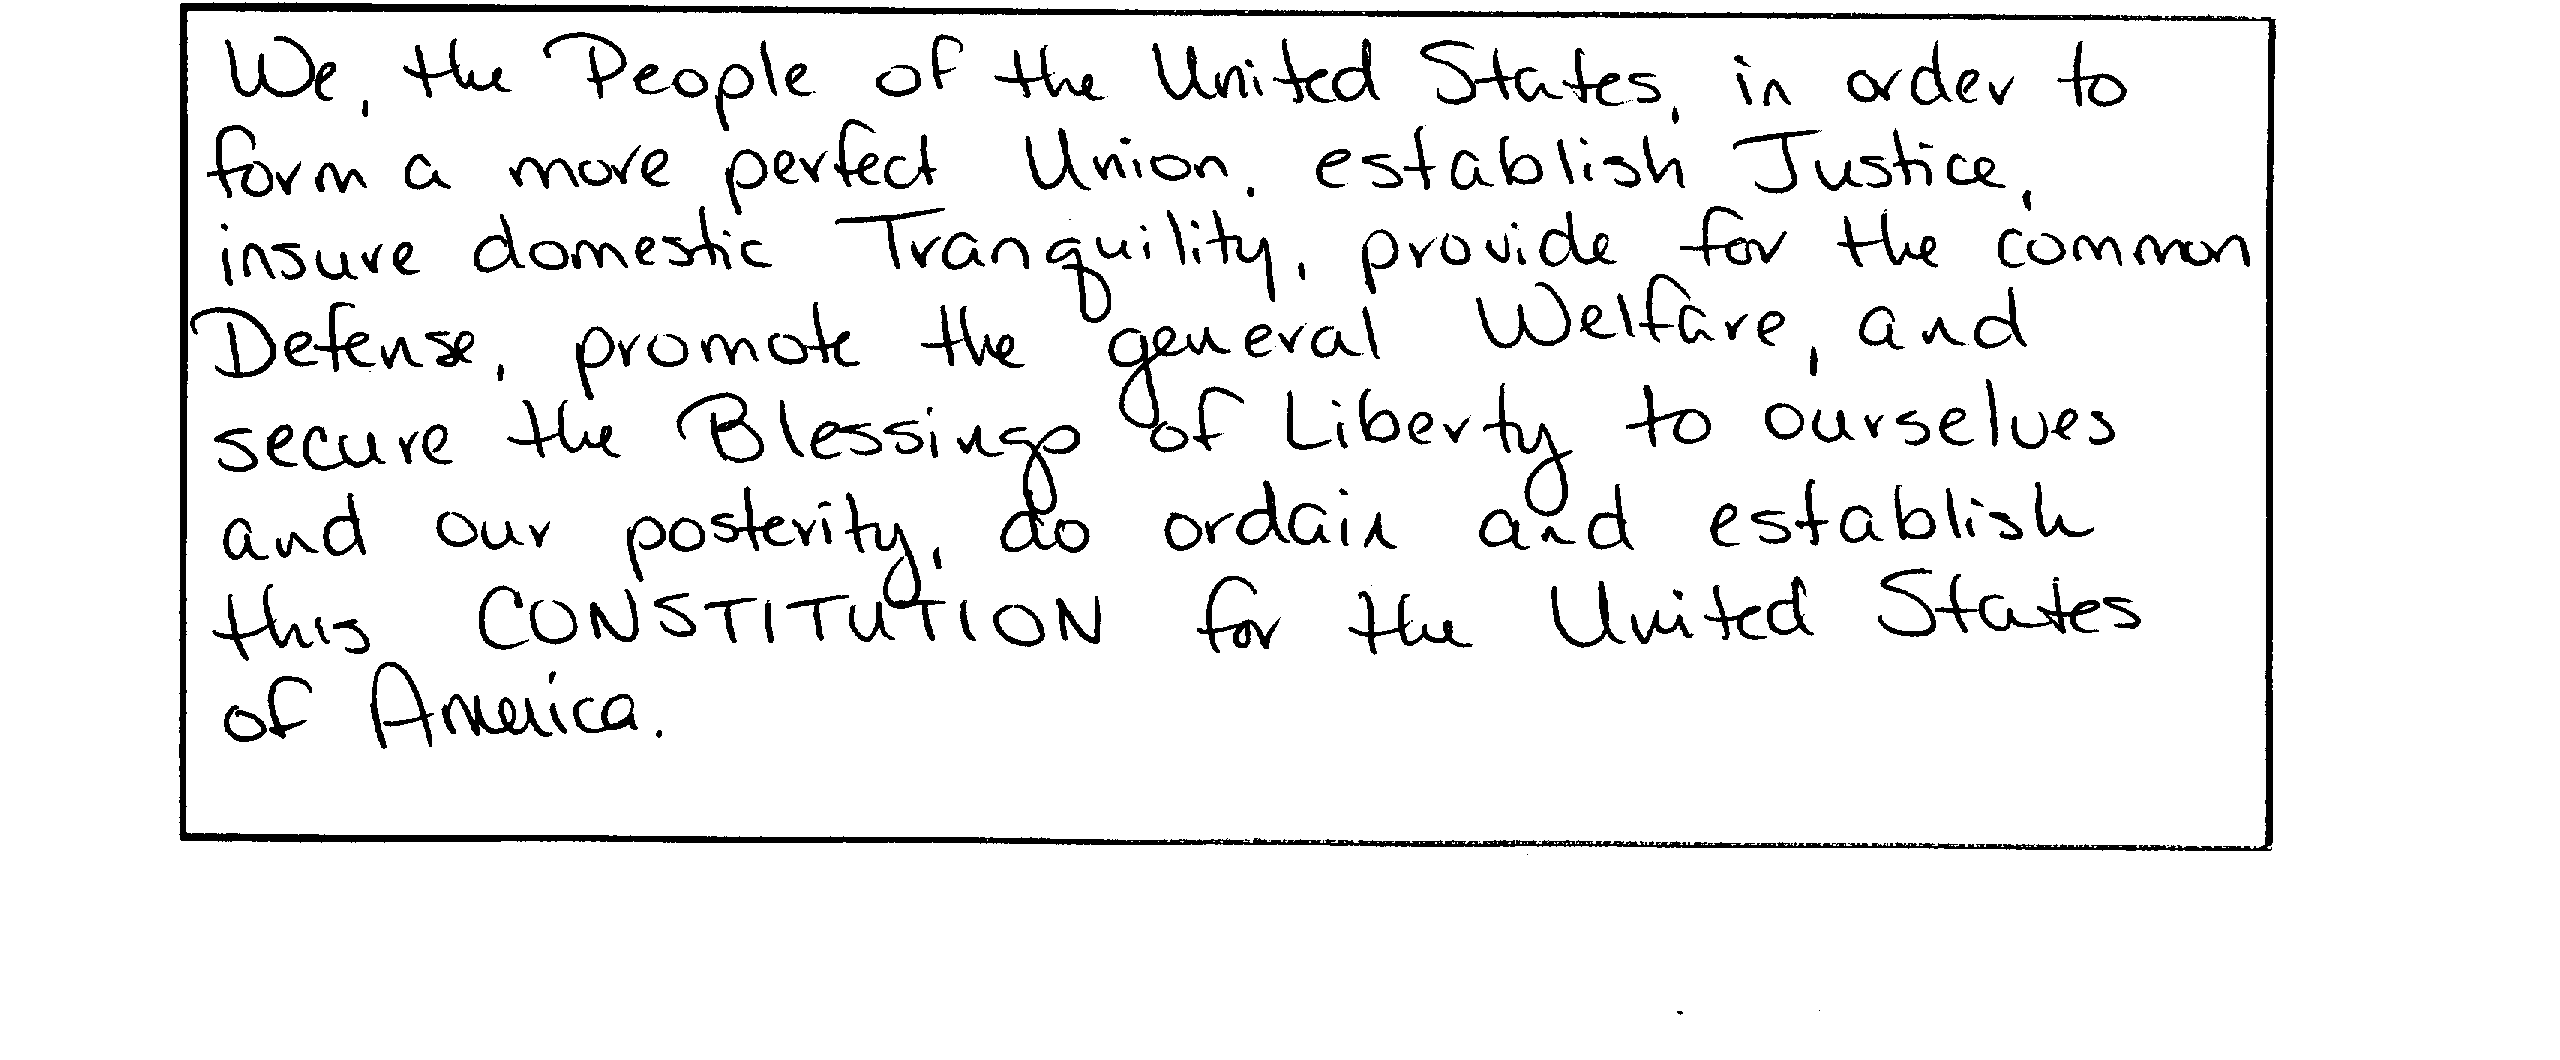 We, the People of the United States, in order to
form a more perfect Union, establish Justice,
insure domestic Tranquility, provide for the common
Defense, promote the general Welfare, and
secure the Blessings of Liberty to ourselves
and our posterity, do ordain and establish
this CONSTITUTION for the United States
of America.